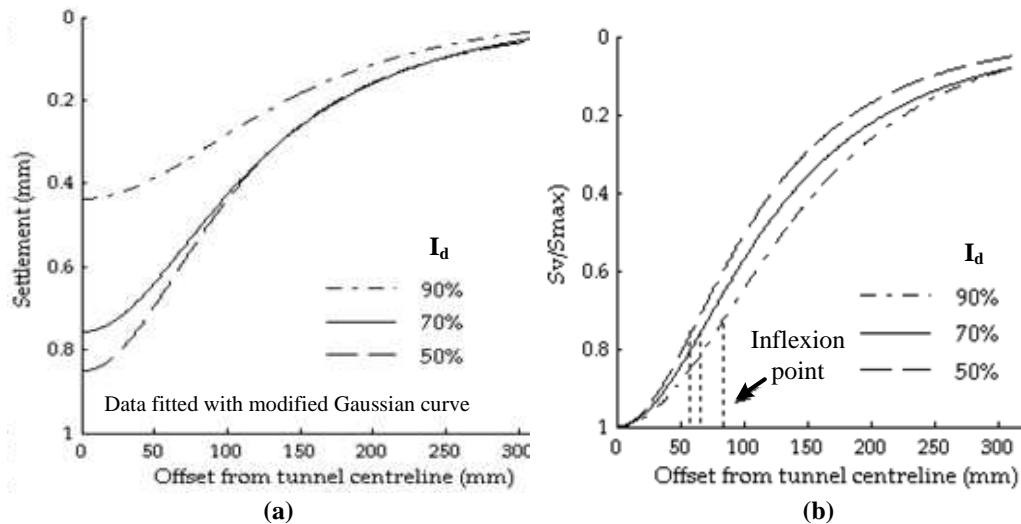 0
0.2
0.4
0.6
0.8
1
Settlement (mm)
I_d
90%
70%
50%
Data fitted with modified Gaussian curve
0 50 100 150 200 250 300
Offset from tunnel centreline (mm)
(a)
0
0.2
0.4
0.6
0.8
1
Sv/Smax)
I_d
90%
70%
50%
Inflexion
point
0 50 100 150 200 250 300
Offset from tunnel centreline (mm)
(b)